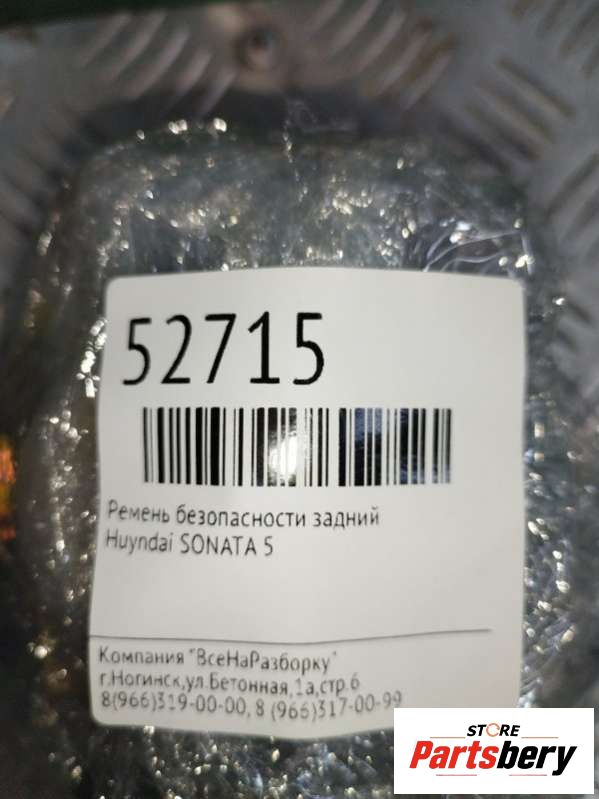 52715
Ремень безопасности задний
Huyndai SONATA 5
Компания "ВсеНаРазборку"
г.Ногинск,ул.Бетонная,1а,стр.6
8(966)319-00-00, 8 (966)317-00-99
STORE
Partsbery